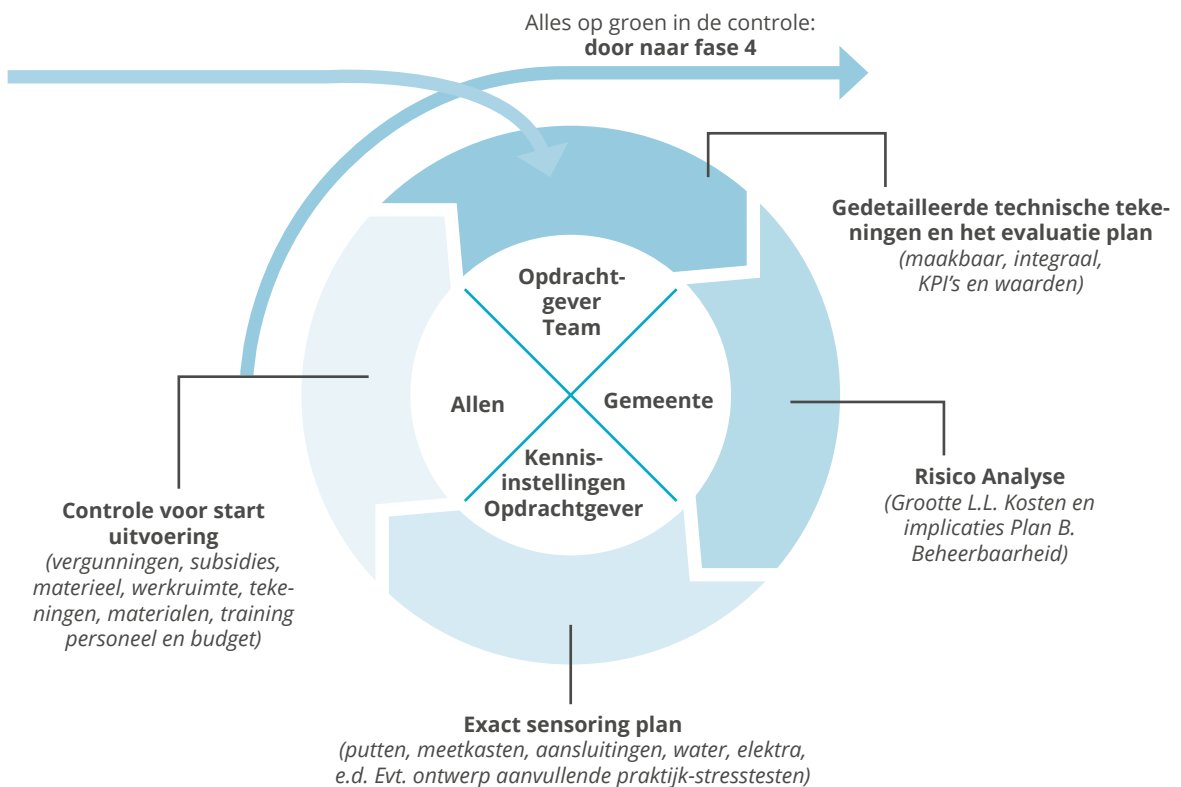 Alles op groen in de controle:
door naar fase 4
Gedetailleerde technische teke-
ningen en het evaluatie plan
(maakbaar, integraal,
KPI's en waarden)
Opdracht-
gever
Team
Allen
Gemeente
Kennis-
instellingen
Opdrachtgever
Risico Analyse
(Grootte L.L. Kosten en
implicaties Plan B.
Beheerbaarheid)
Controle voor start
uitvoering
(vergunningen, subsidies,
materieel, werkruimte, teke-
ningen, materialen, training
personeel en budget)
Exact sensoring plan
(putten, meetkasten, aansluitingen, water, elektra,
e.d. Evt. ontwerp aanvullende praktijk-stresstesten)